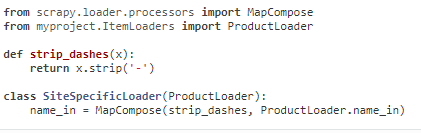 from scrapy.loader.processors import MapCompose
from myproject.ItemLoaders import ProductLoader
def strip_dashes(x):
    return x.strip('-')
class SiteSpecificLoader(ProductLoader):
    name_in = MapCompose(strip_dashes, ProductLoader.name_in)